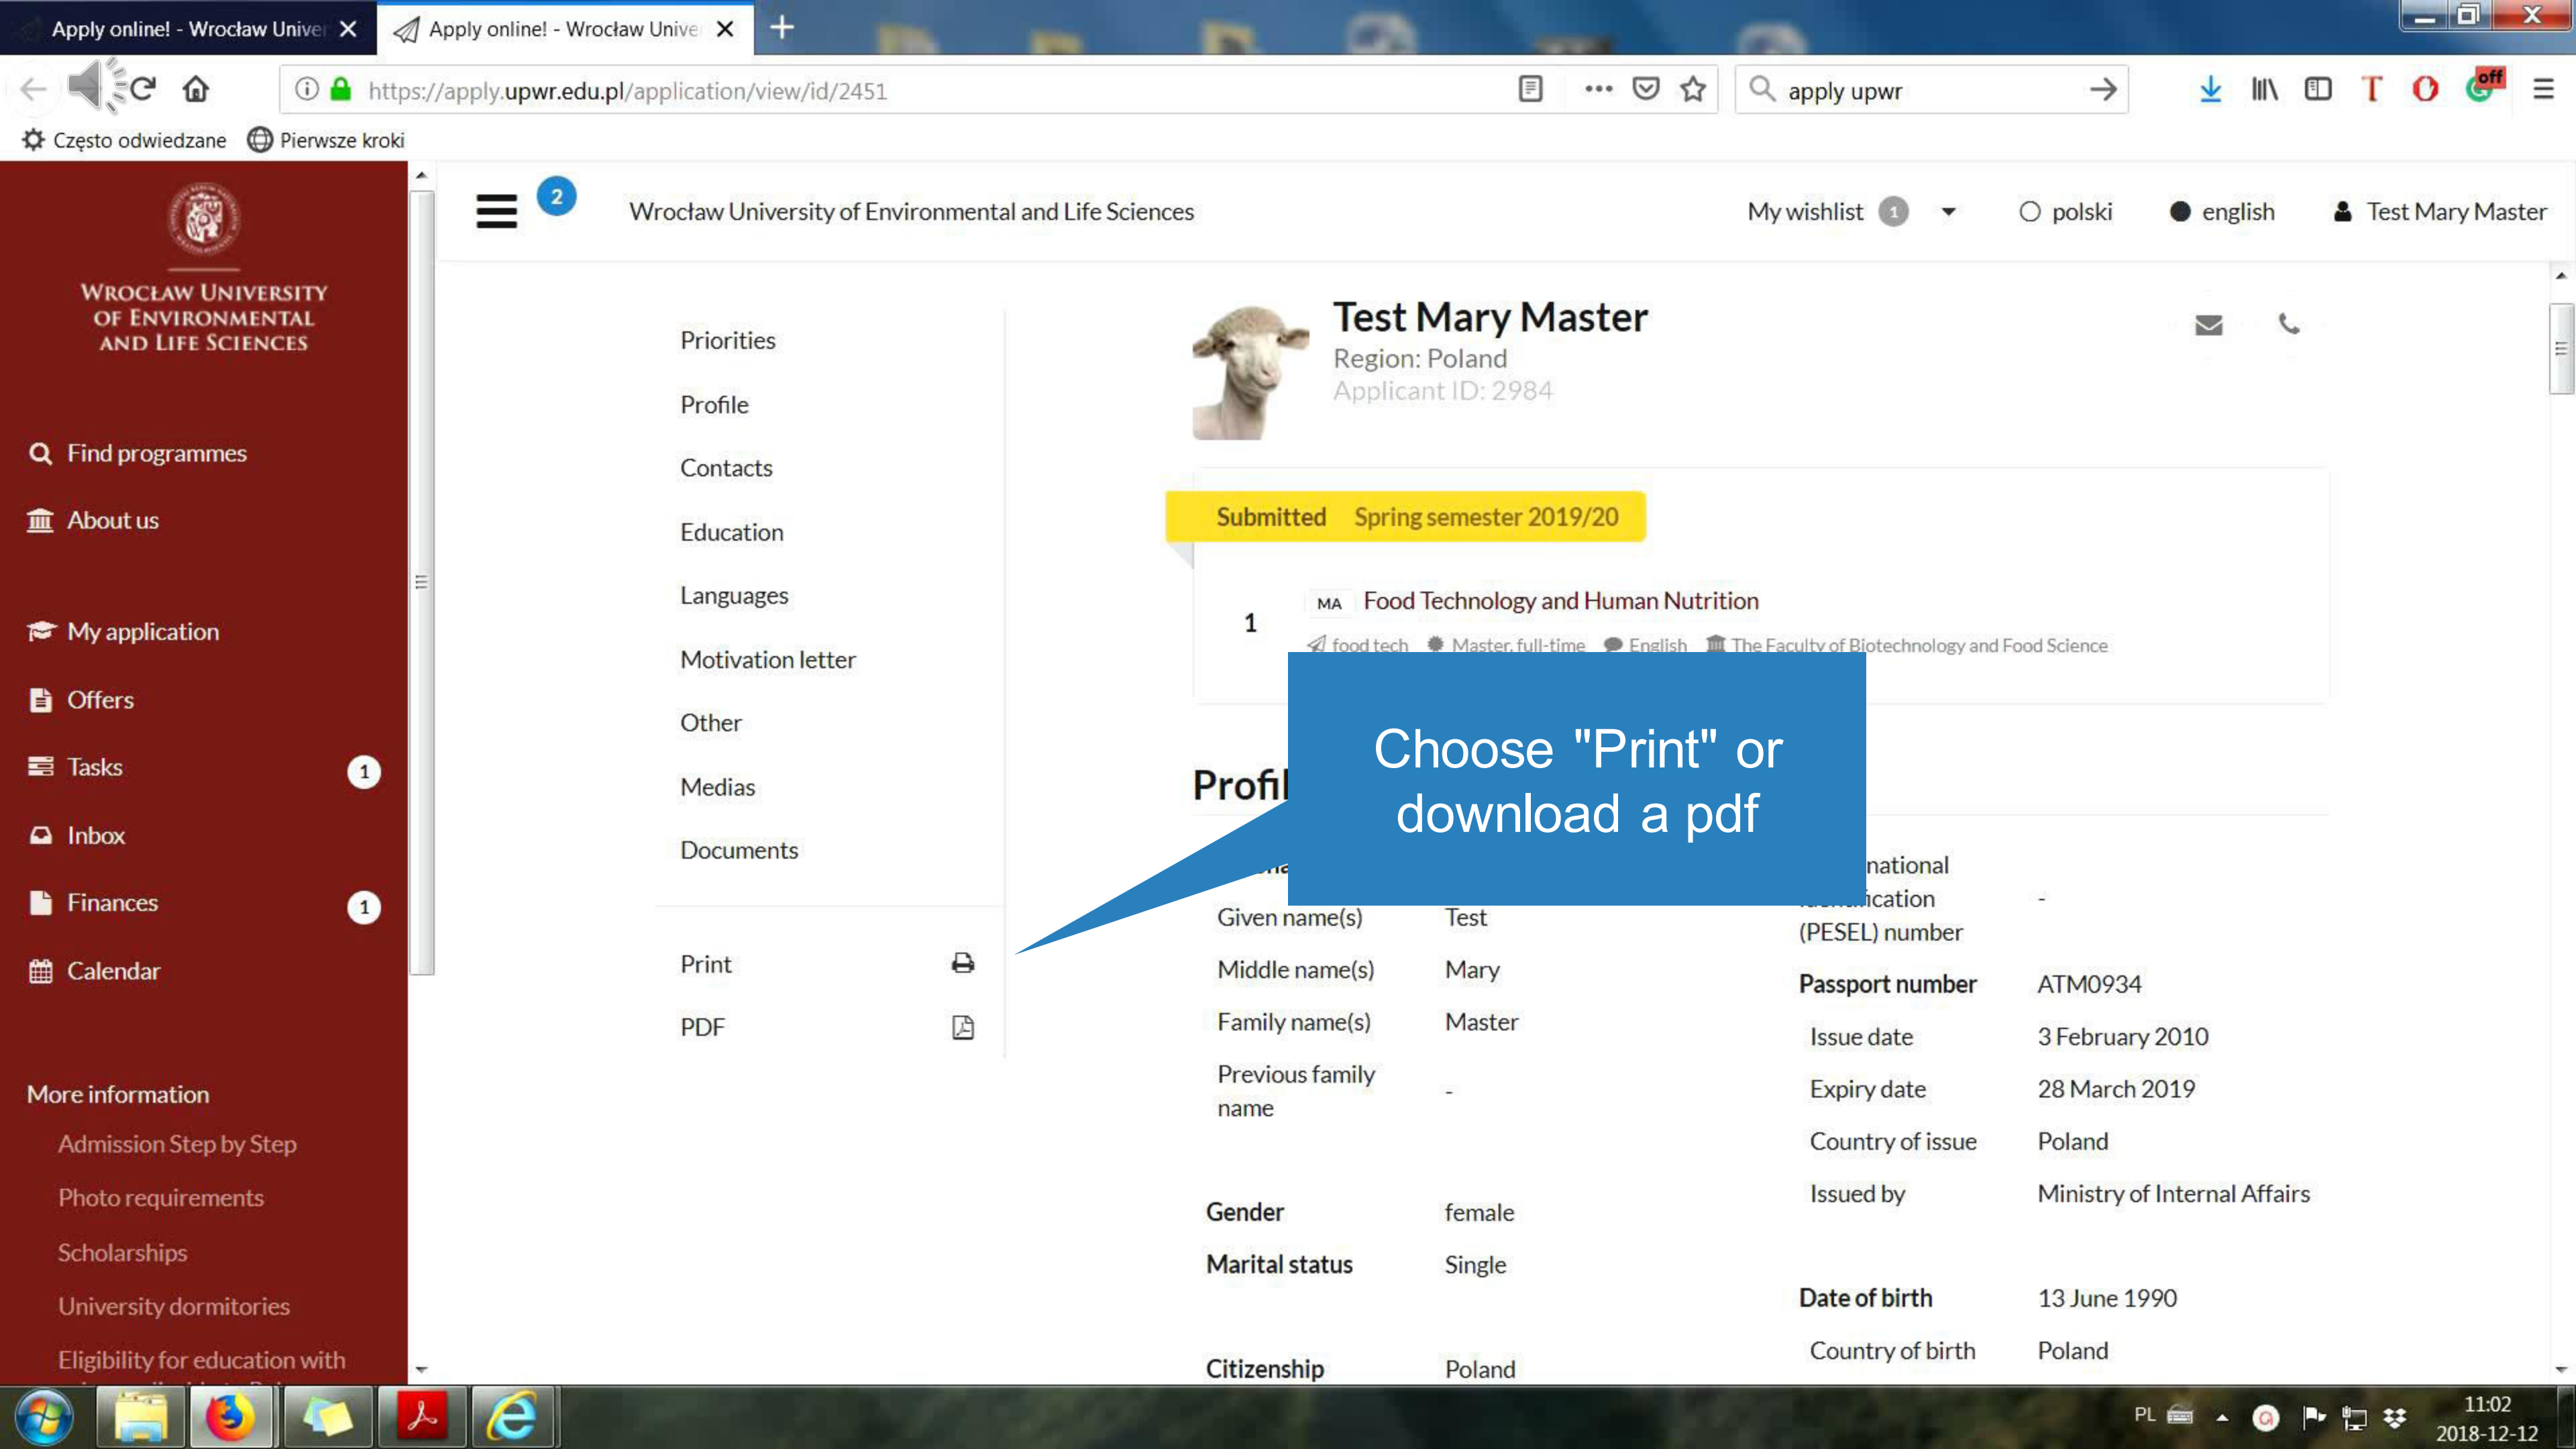 Apply online! - Wrocław Univer
Apply online! - Wrocław Unive
https://apply.upwr.edu.pl/application/view/id/2451
apply upwr
off
Często odwiedzane
Pierwsze kroki
WROCŁAW UNIVERSITY
OF ENVIRONMENTAL
AND LIFE SCIENCES
Find programmes
About us
My application
Offers
Tasks 1
Inbox
Finances 1
Calendar
More information
Admission Step by Step
Photo requirements
Scholarships
University dormitories
Eligibility for education with
2
Wrocław University of Environmental and Life Sciences
My wishlist 1
polski
english
Test Mary Master
Priorities
Profile
Contacts
Education
Languages
Motivation letter
Other
Medias
Documents
Print
PDF
Test Mary Master
Region: Poland
Applicant ID: 2984
Submitted Spring semester 2019/20
1
MA Food Technology and Human Nutrition
food tech Master, full-time English The Faculty of Biotechnology and Food Science
Choose "Print" or
download a pdf
Profil
Given name(s) Test
Middle name(s) Mary
Family name(s) Master
Previous family
name -
Gender female
Marital status Single
Citizenship Poland
national
ication -
(PESEL) number
Passport number ATM0934
Issue date 3 February 2010
Expiry date 28 March 2019
Country of issue Poland
Issued by Ministry of Internal Affairs
Date of birth 13 June 1990
Country of birth Poland
PL
11:02
2018-12-12